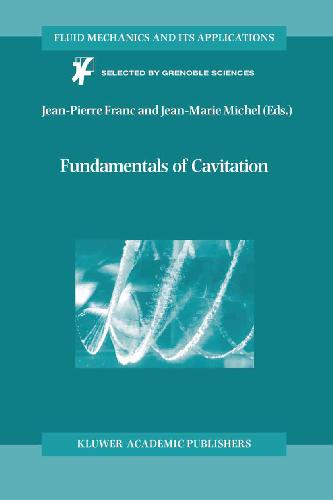 FLUID MECHANICS AND ITS APPLICATIONS
SELECTED BY GRENOBLE SCIENCES
Jean-Pierre Franc and Jean-Marie Michel (Eds.)
Fundamentals of Cavitation
KLUWER ACADEMIC PUBLISHERS